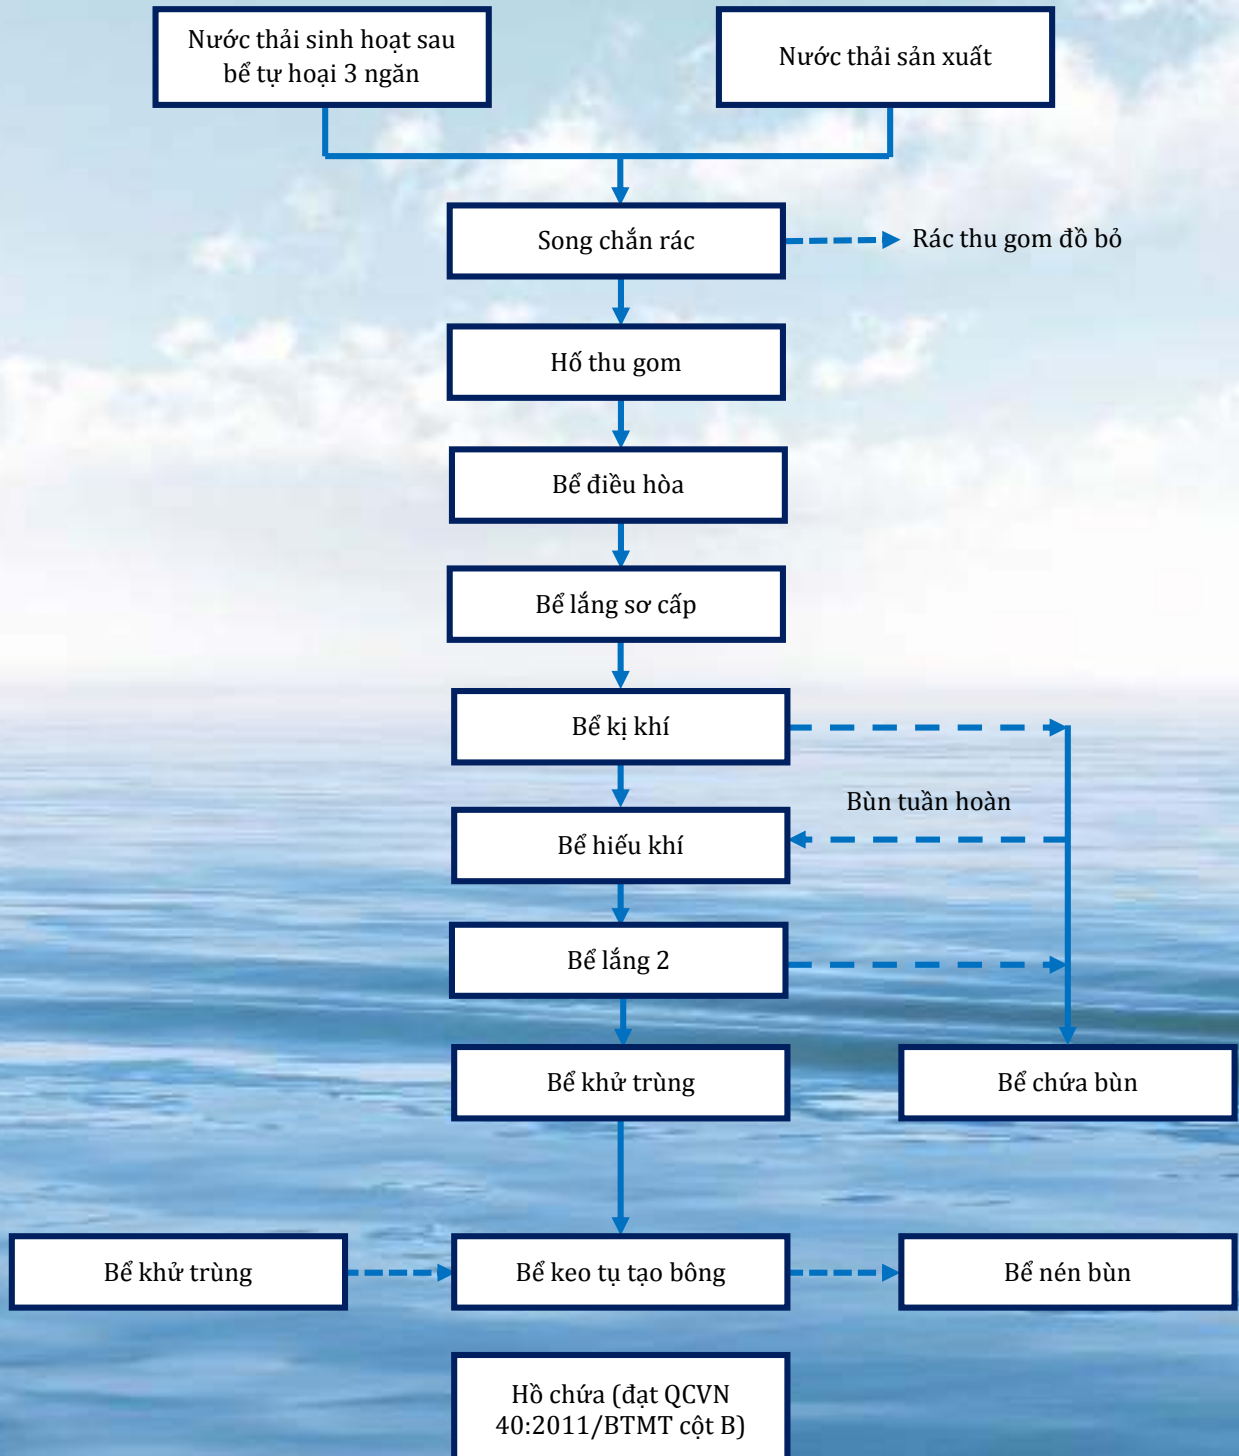 Nước thải sinh hoạt sau
bể tự hoại 3 ngăn
Nước thải sản xuất
Song chắn rác
Rác thu gom đồ bỏ
Hố thu gom
Bể điều hòa
Bể lắng sơ cấp
Bể kị khí
Bùn tuần hoàn
Bể hiếu khí
Bể lắng 2
Bể khử trùng
Bể chứa bùn
Bể khử trùng
Bể keo tụ tạo bông
Bể nén bùn
Hồ chứa (đạt QCVN
40:2011/BTMT cột B)